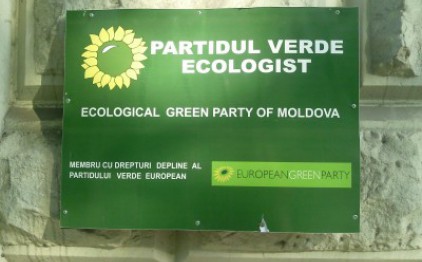 PARTIDUL VERDE
ECOLOGIST
ECOLOGICAL GREEN PARTY OF MOLDOVA
MEMBRU CU DREPTURI DEPLINE AL
PARTIDULUI VERDE EUROPEAN
EUROPEANGREENPARTY